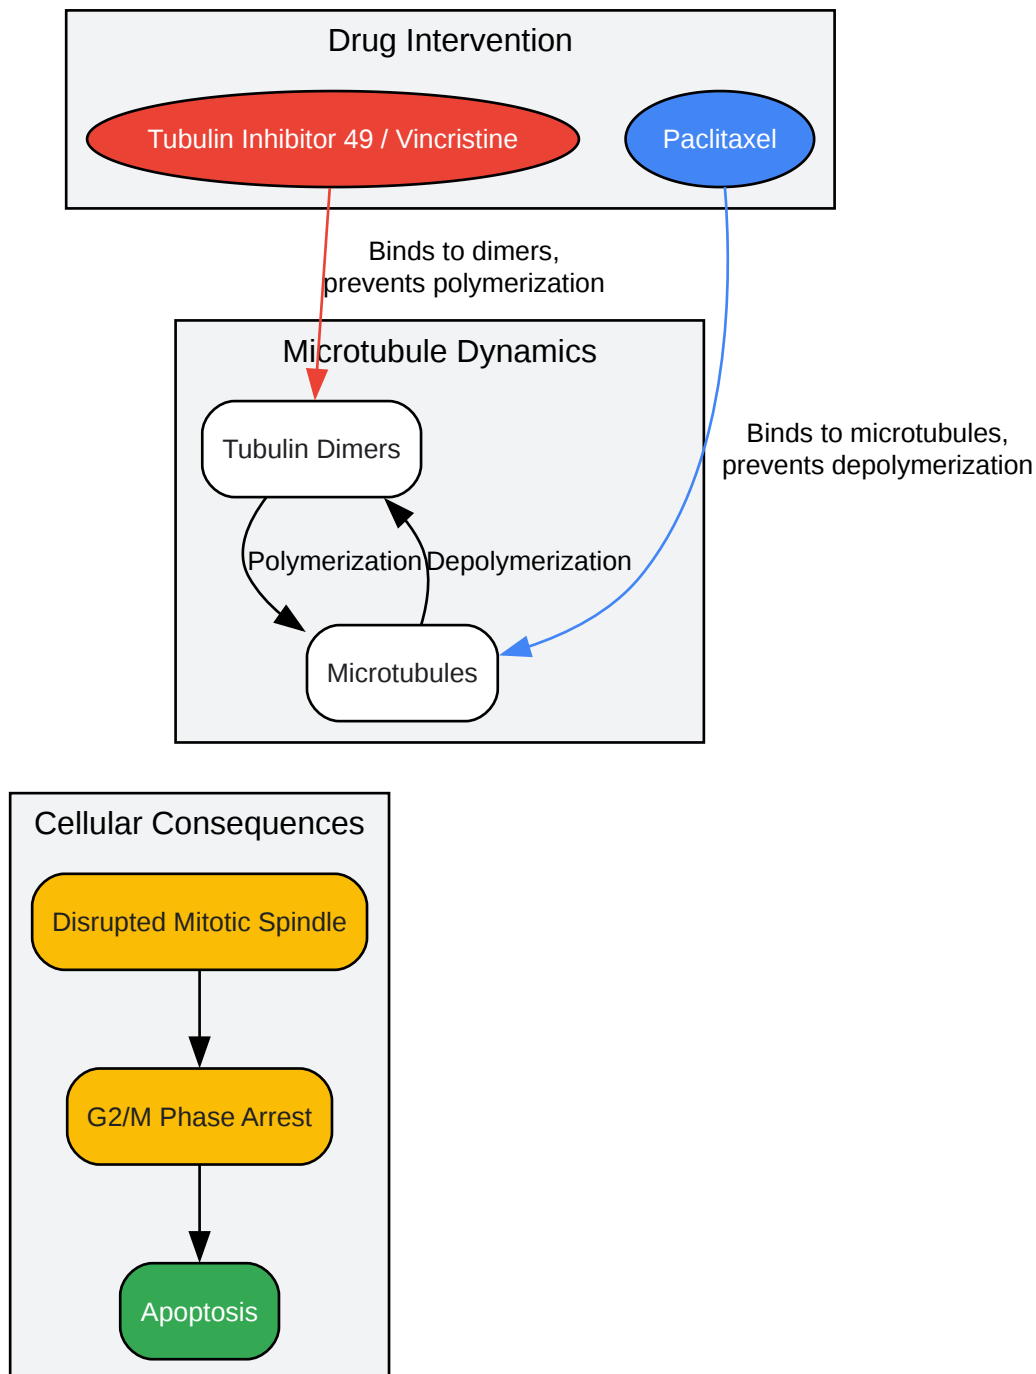 Drug Intervention
Tubulin Inhibitor 49 / Vincristine
Paclitaxel
Binds to dimers,
prevents polymerization
Microtubule Dynamics
Tubulin Dimers
Binds to microtubules,
prevents depolymerization
Polymerization
Depolymerization
Microtubules
Cellular Consequences
Disrupted Mitotic Spindle
G2/M Phase Arrest
Apoptosis